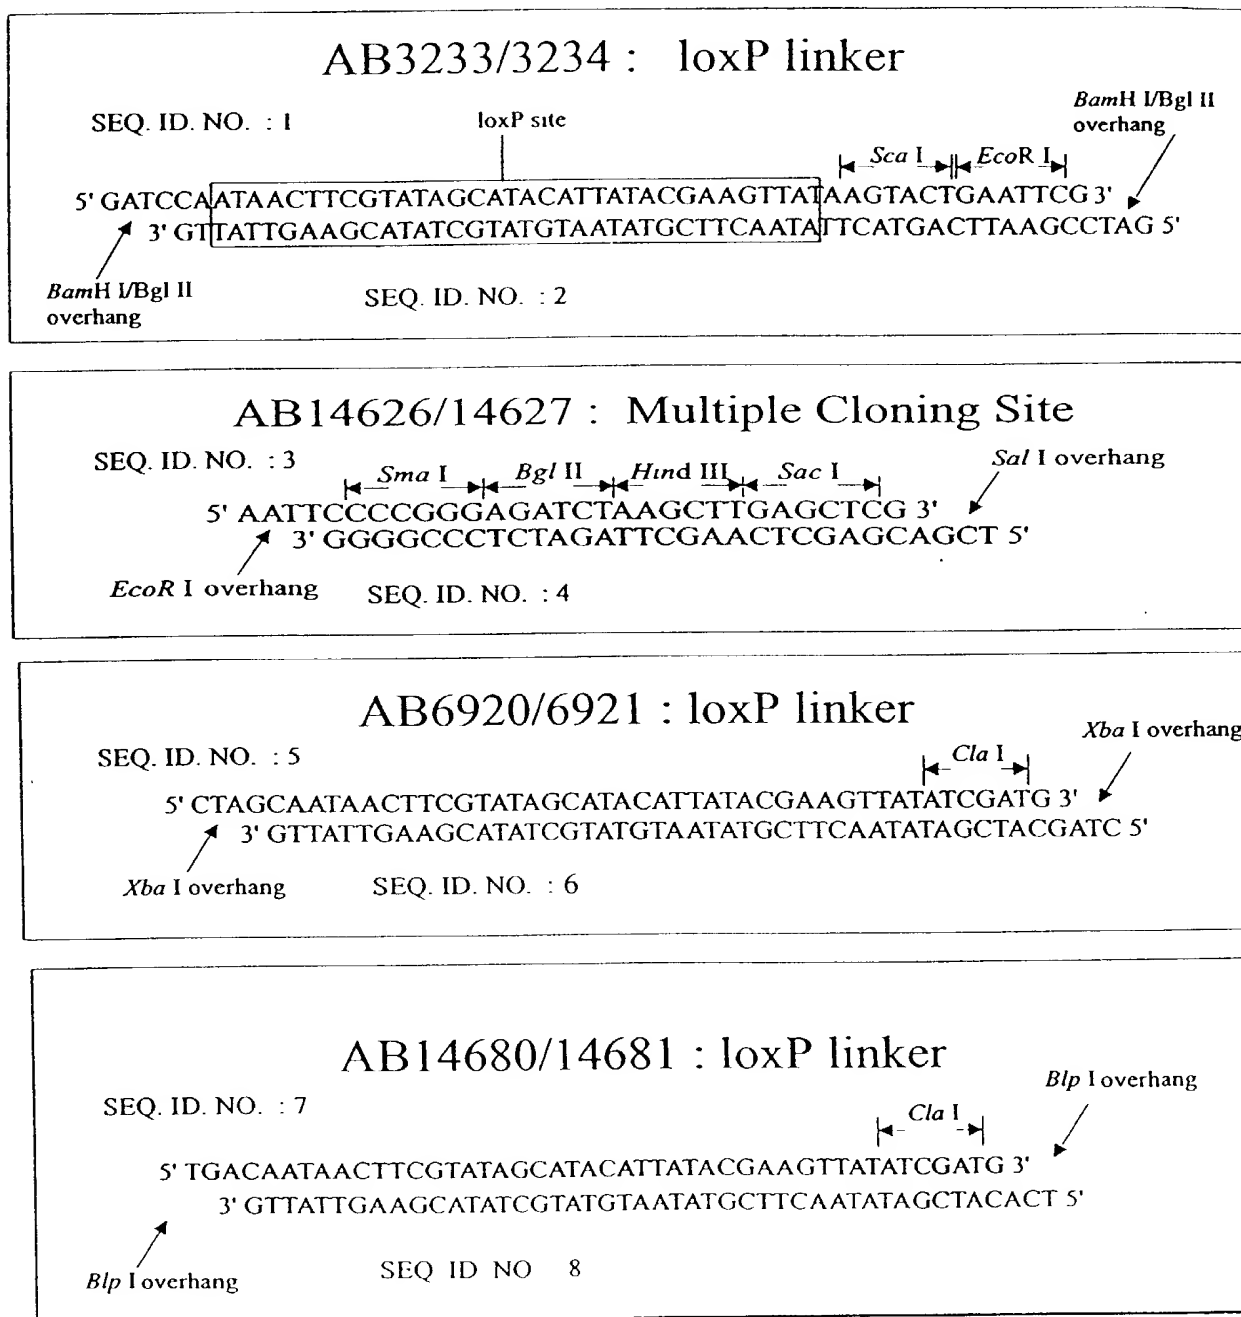 AB3233/3234 : loxP linker
SEQ. ID. NO. : 1
loxP site
BamH I/Bgl II
overhang
Sca I
EcoR I
5' GATCCAATAACTTCGTATAGCATACATTATACGAAGTTATAAGTACTGAATTCG 3'
3' GTTATTGAAGCATATCGTATGTAATATGCTTCAATATTCATGACTTAAGCCTAG 5'
BamH I/Bgl II
overhang
SEQ. ID. NO. : 2
AB14626/14627 : Multiple Cloning Site
SEQ. ID. NO. : 3
Sma I
Bgl II
Hind III
Sac I
Sal I overhang
5' AATTCCCCCGGGAGATCTAAGCTTGAGCTCG 3'
3' GGGGCCCTCTAGATTCGAACTCGAGCAGCT 5'
EcoR I overhang
SEQ. ID. NO. : 4
AB6920/6921 : loxP linker
SEQ. ID. NO. : 5
Cla I
Xba I overhang
5' CTAGCAATAACTTCGTATAGCATACATTATACGAAGTTATATCGATG 3'
3' GTTATTGAAGCATATCGTATGTAATATGCTTCAATATAGCTACGATC 5'
Xba I overhang
SEQ. ID. NO. : 6
AB14680/14681 : loxP linker
SEQ. ID. NO. : 7
Cla I
Blp I overhang
5' TGACAATAACTTCGTATAGCATACATTATACGAAGTTATATCGATG 3'
3' GTTATTGAAGCATATCGTATGTAATATGCTTCAATATAGCTACACT 5'
Blp I overhang
SEQ ID NO 8